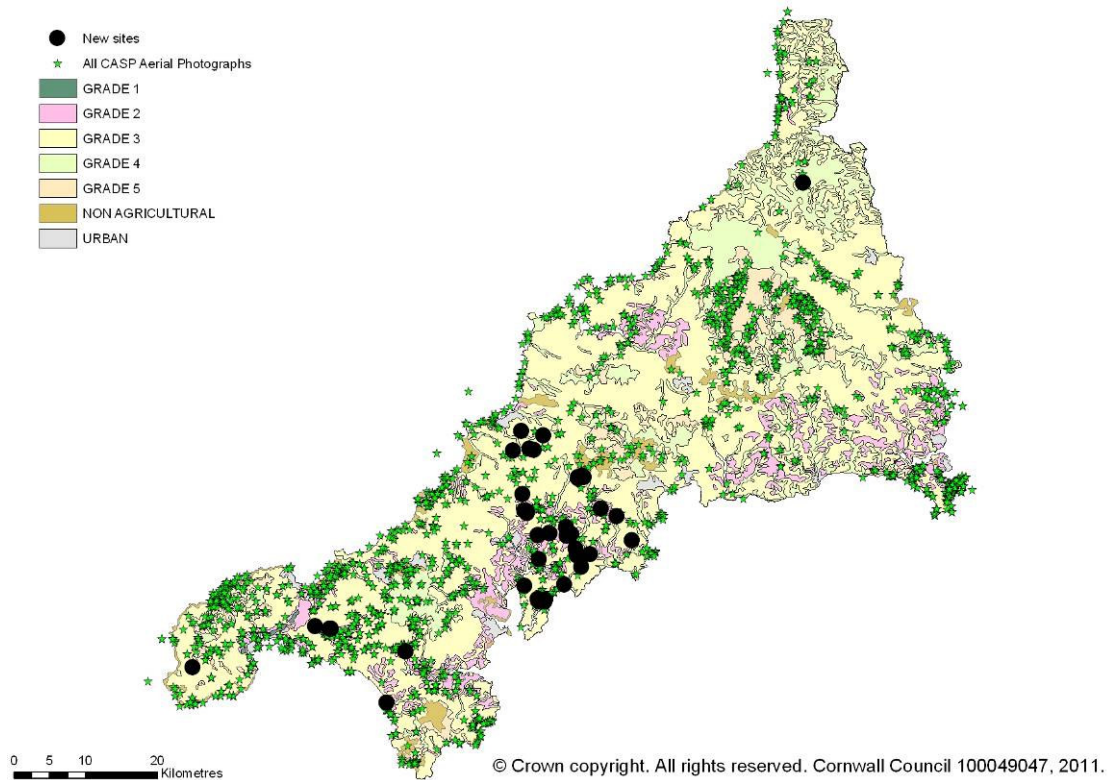 New sites
All CASP Aerial Photographs
GRADE 1
GRADE 2
GRADE 3
GRADE 4
GRADE 5
NON AGRICULTURAL
URBAN
0 5 10 20
Kilometres
© Crown copyright. All rights reserved. Cornwall Council 100049047, 2011.